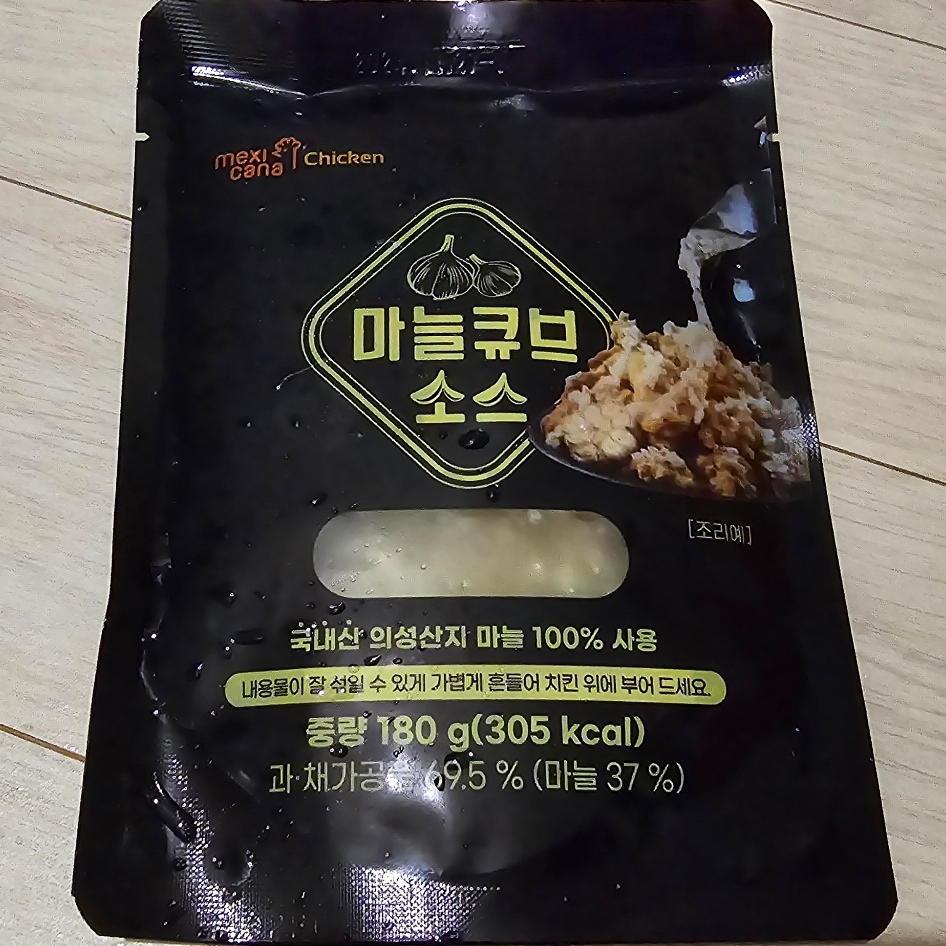 mexi
cana Chicken
마늘큐브
소스
[조리예]
국내산 의성산지 마늘 100% 사용
내용물이 잘 섞일 수 있게 가볍게 흔들어 치킨 위에 부어 드세요.
중량 180 g(305 kcal)
과·채가공품 69.5 % (마늘 37 %)